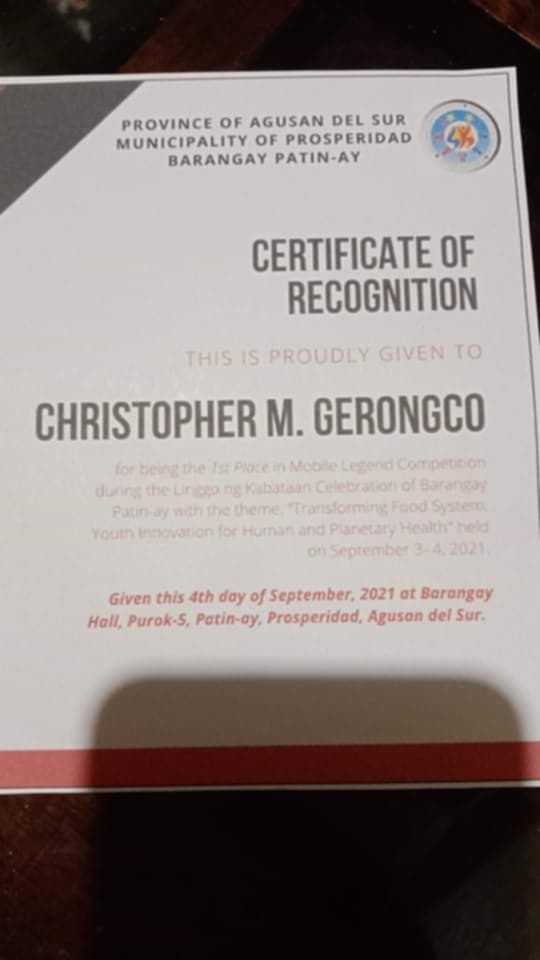 PROVINCE OF AGUSAN DEL SUR
MUNICIPALITY OF PROSPERIDAD
BARANGAY PATIN-AY
CERTIFICATE OF
RECOGNITION
THIS IS PROUDLY GIVEN TO
CHRISTOPHER M. GERONGCO
for being the 1st Place in Mobile Legend Competition
during the Linggo ng Kabataan Celebration of Barangay
Patin-ay with the theme, "Transforming Food System:
Youth Innovation for Human and Planetary Health" held
on September 3-4, 2021.
Given this 4th day of September, 2021 at Barangay
Hall, Purok-5, Patin-ay, Prosperidad, Agusan del Sur.